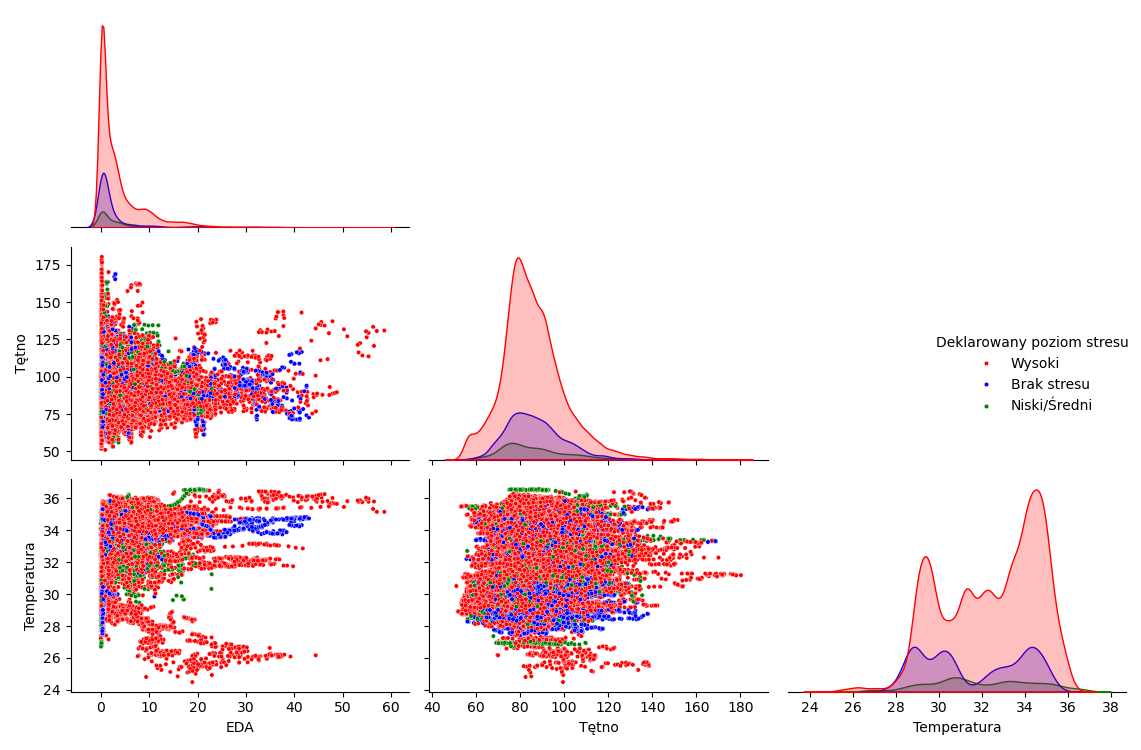 175
150
125
100
75
50
Tętno
Deklarowany poziom stresu
Wysoki
Brak stresu
Niski/Średni
36
34
32
30
28
26
24
Temperatura
0 10 20 30 40 50 60
EDA
40 60 80 100 120 140 160 180
Tętno
24 26 28 30 32 34 36 38
Temperatura